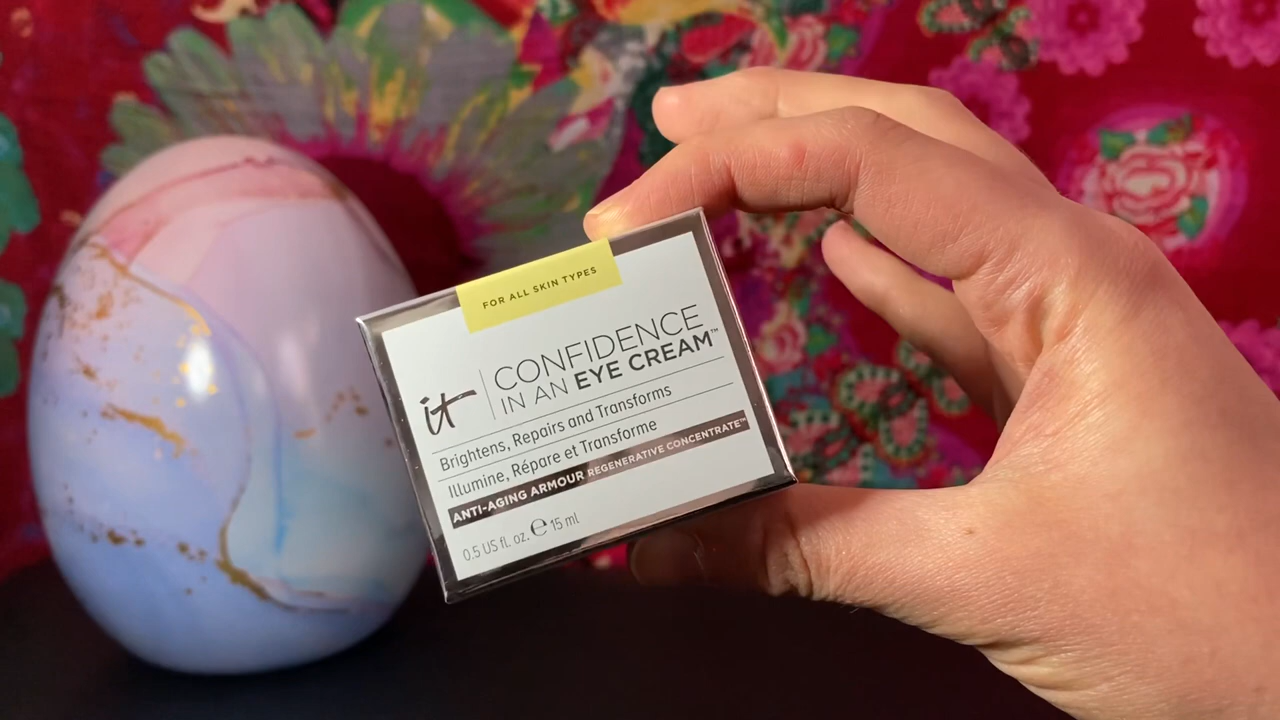 FOR ALL SKIN TYPES
it
CONFIDENCE
IN AN EYE CREAM™
Brightens, Repairs and Transforms
Illumine, Répare et Transforme
ANTI-AGING ARMOUR REGENERATIVE CONCENTRATE™
0.5 US fl. oz. ℮ 15 ml